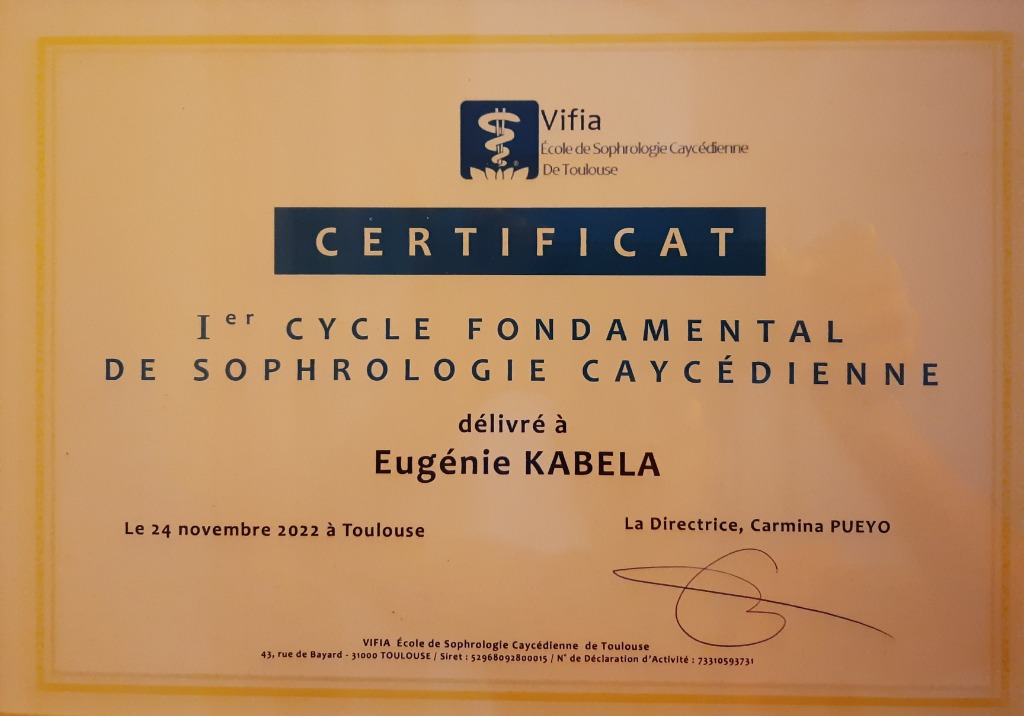 Vifia
École de Sophrologie Caycédienne
De Toulouse
CERTIFICAT
Ier CYCLE FONDAMENTAL
DE SOPHROLOGIE CAYCÉDIENNE
délivré à
Eugénie KABELA
Le 24 novembre 2022 à Toulouse
La Directrice, Carmina PUEYO
VIFIA École de Sophrologie Caycédienne de Toulouse
43, rue de Bayard - 31000 TOULOUSE / Siret : 52968092800015 / N° de Déclaration d'Activité : 73310593731